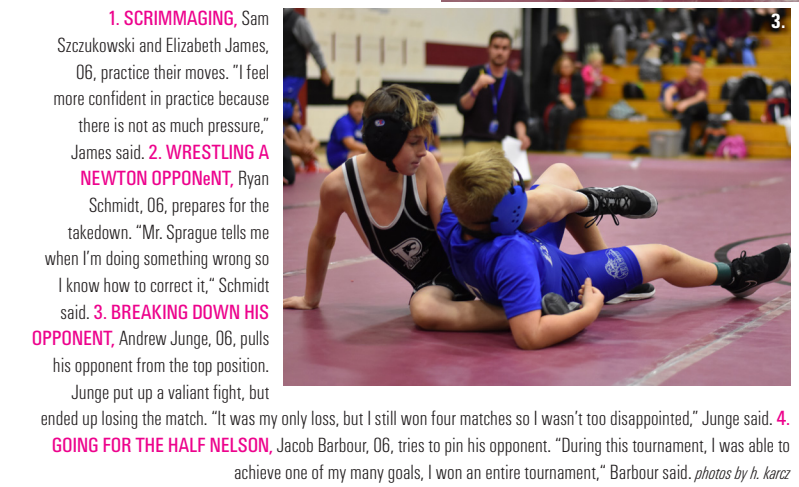 3.
1. SCRIMMAGING, Sam
Szczukowski and Elizabeth James,
06, practice their moves. "I feel
more confident in practice because
there is not as much pressure,"
James said. 2. WRESTLING A
NEWTON OPPONeNT, Ryan
Schmidt, 06, prepares for the
takedown. "Mr. Sprague tells me
when I'm doing something wrong so
I know how to correct it," Schmidt
said. 3. BREAKING DOWN HIS
OPPONENT, Andrew Junge, 06, pulls
his opponent from the top position.
Junge put up a valiant fight, but
ended up losing the match. "It was my only loss, but I still won four matches so I wasn't too disappointed," Junge said. 4.
GOING FOR THE HALF NELSON, Jacob Barbour, 06, tries to pin his opponent. "During this tournament, I was able to
achieve one of my many goals, I won an entire tournament," Barbour said. photos by h. karcz